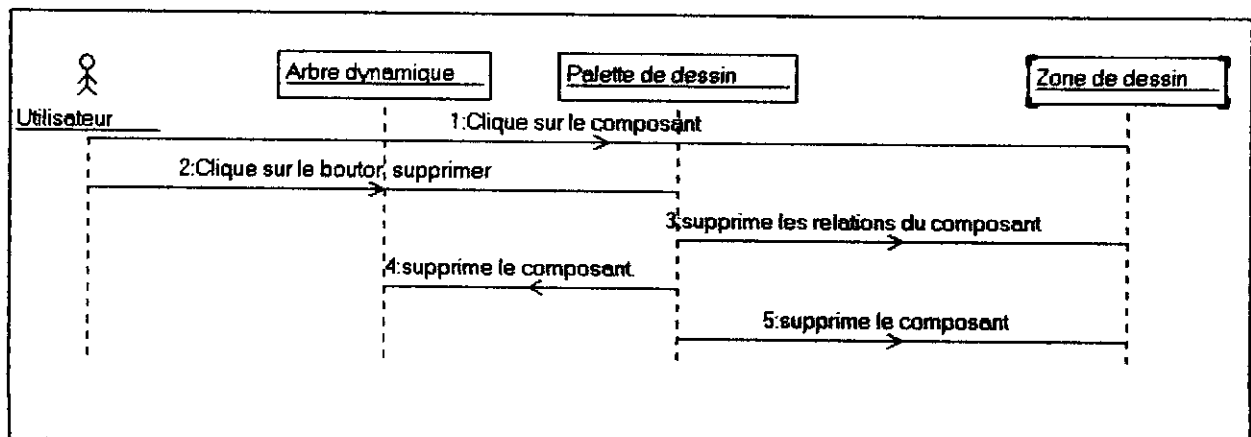 Arbre dynamique
Palette de dessin
Zone de dessin
Utilisateur
1:Clique sur le composant
2:Clique sur le bouton supprimer
3:supprime les relations du composant
4:supprime le composant
5:supprime le composant